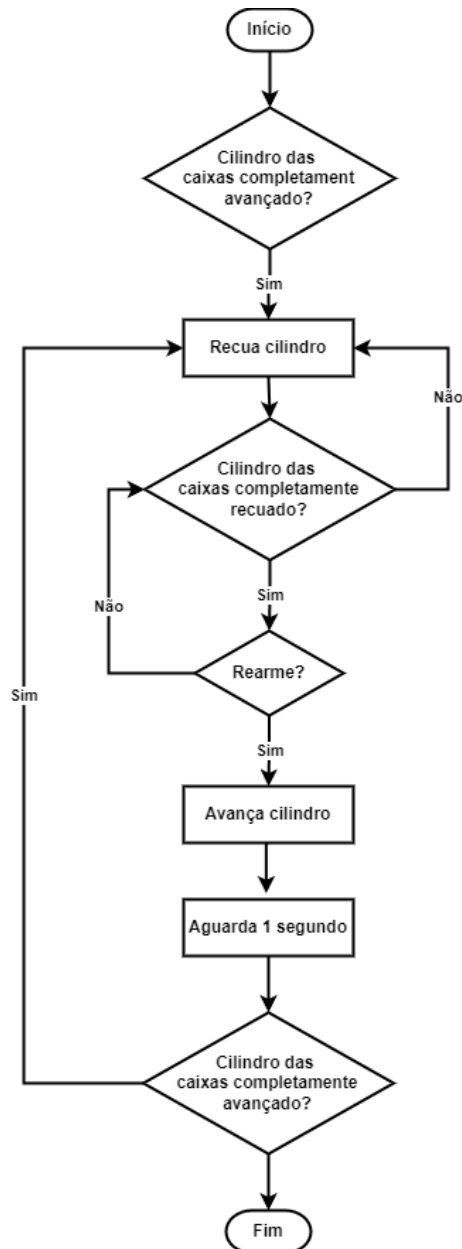 Início
Cilindro das
caixas completament
avançado?
Sim
Recua cilindro
Não
Cilindro das
caixas completamente
recuado?
Sim
Não
Rearme?
Sim
Sim
Avança cilindro
Aguarda 1 segundo
Cilindro das
caixas completamente
avançado?
Fim